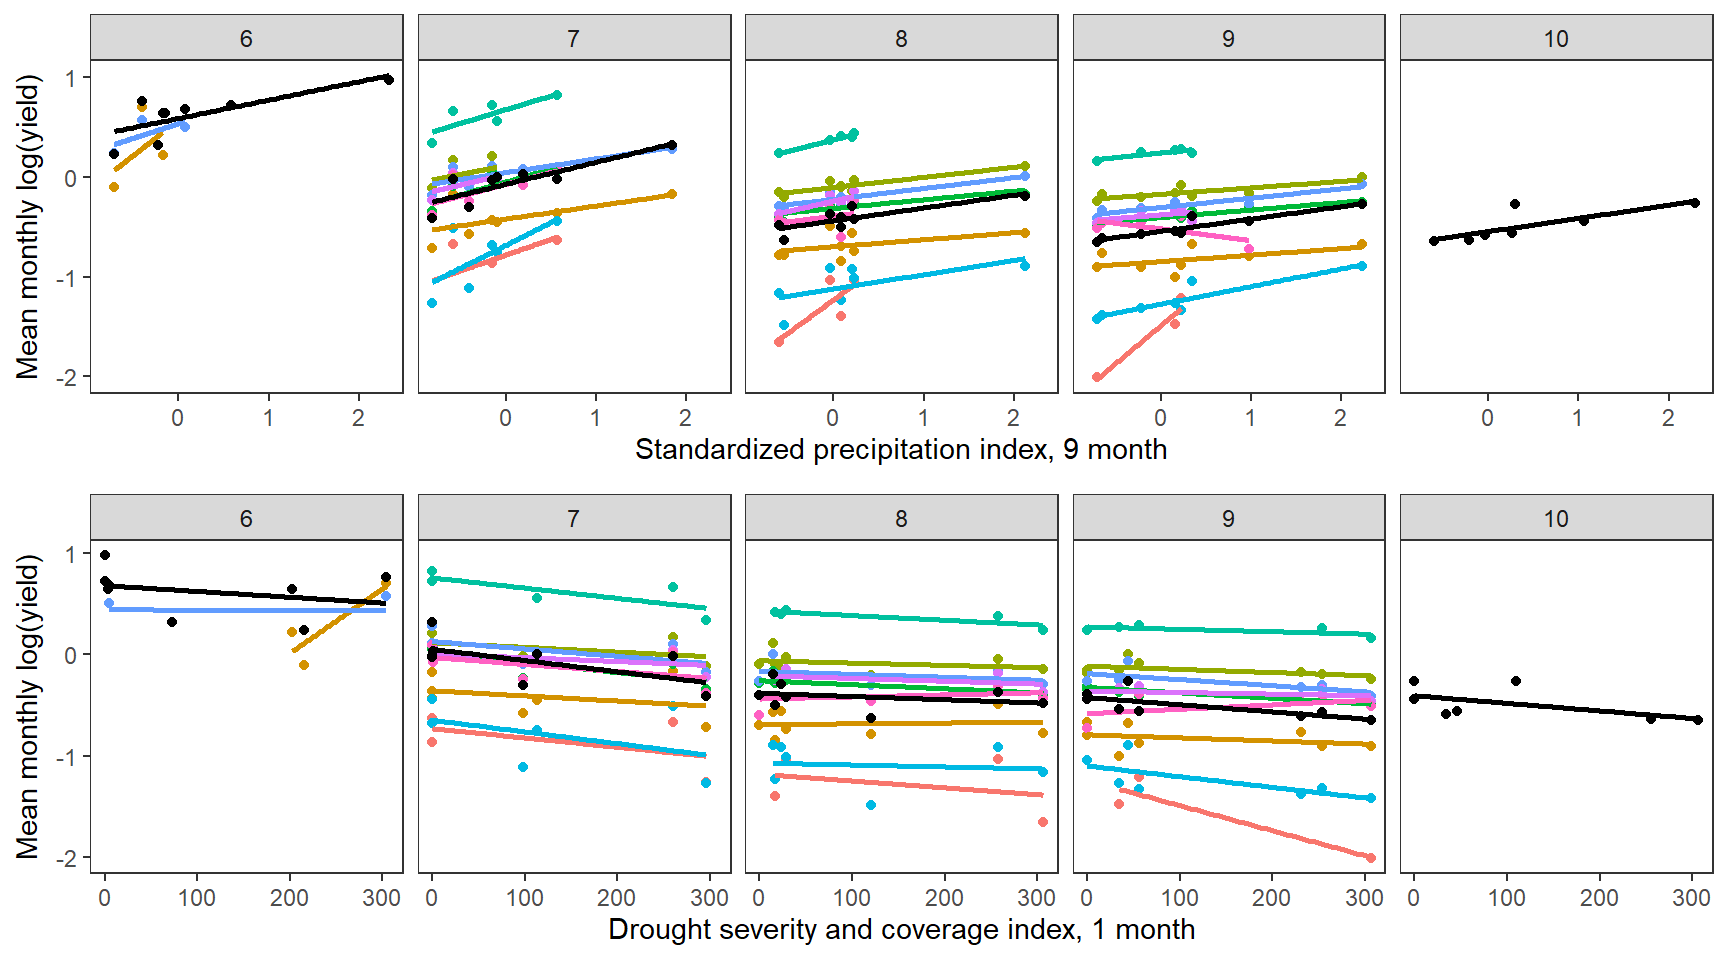 6 7 8 9 10
Mean monthly log(yield)
1
0
-1
-2
0 1 2 0 1 2 0 1 2 0 1 2 0 1 2
Standardized precipitation index, 9 month
6 7 8 9 10
Mean monthly log(yield)
1
0
-1
-2
0 100 200 300 0 100 200 300 0 100 200 300 0 100 200 300 0 100 200 300
Drought severity and coverage index, 1 month